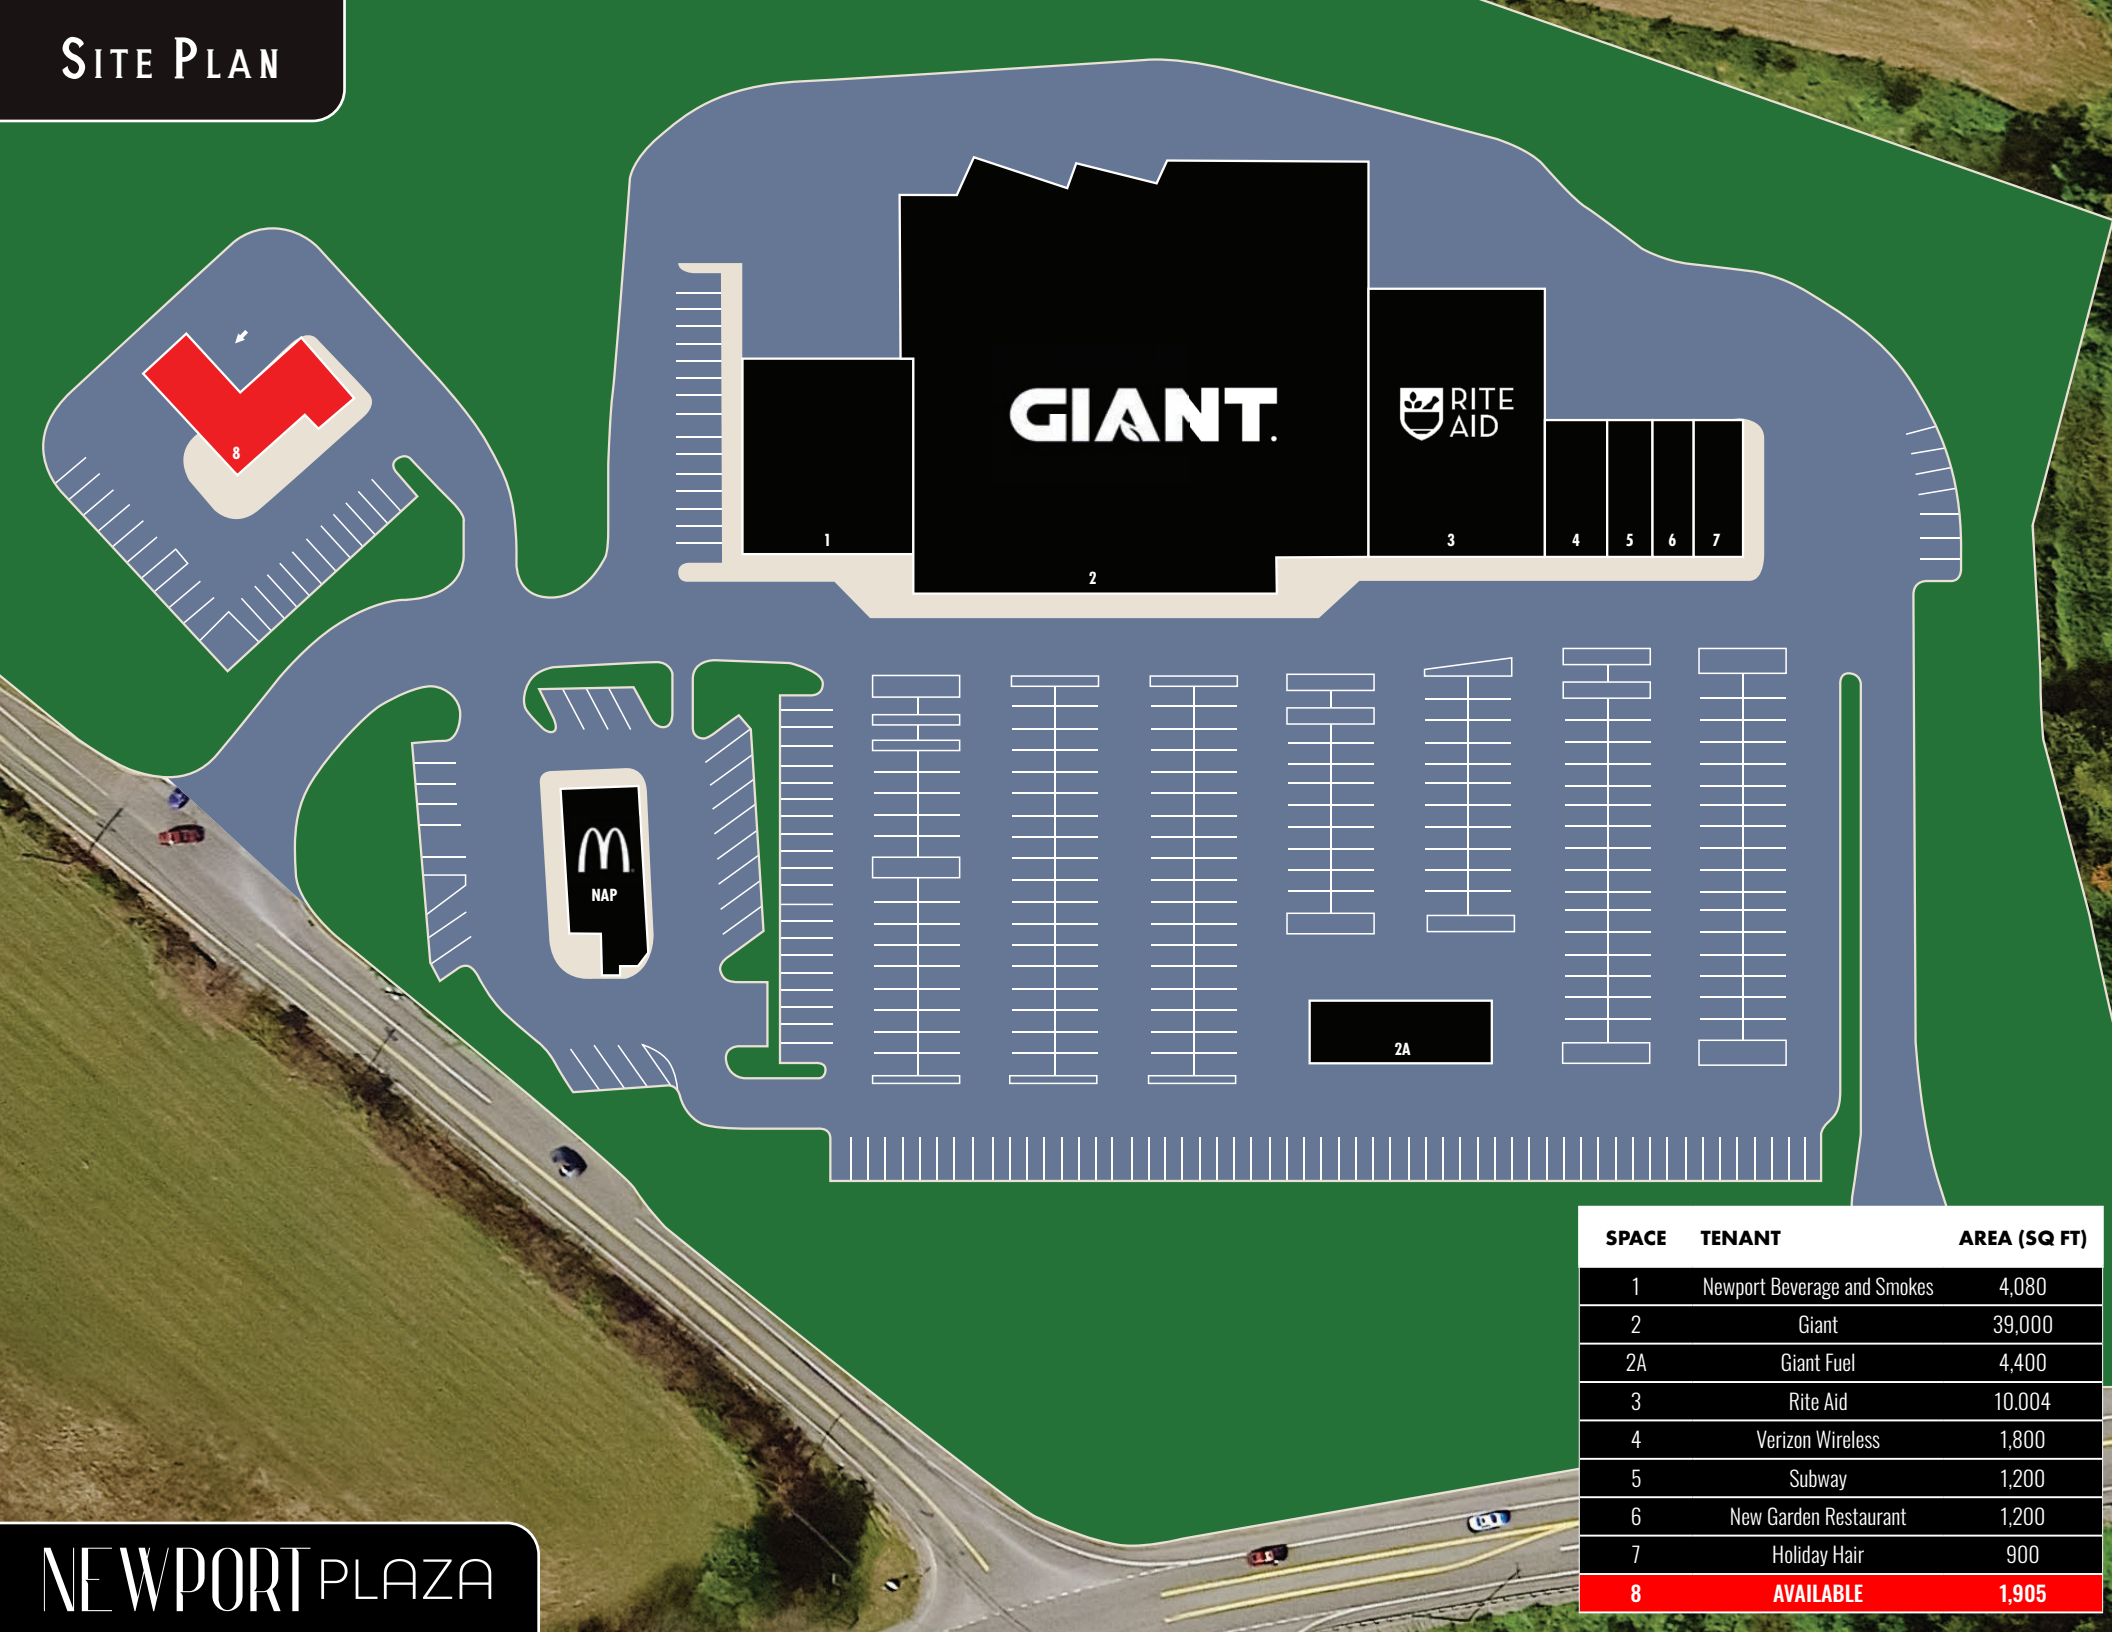 SITE PLAN
8
1
2
GIANT.
RITE
AID
3
4
5
6
7
NAP
2A
SPACE TENANT AREA (SQ FT)
1 Newport Beverage and Smokes 4,080
2 Giant 39,000
2A Giant Fuel 4,400
3 Rite Aid 10.004
4 Verizon Wireless 1,800
5 Subway 1,200
6 New Garden Restaurant 1,200
7 Holiday Hair 900
8 AVAILABLE 1,905
NEWPORT PLAZA